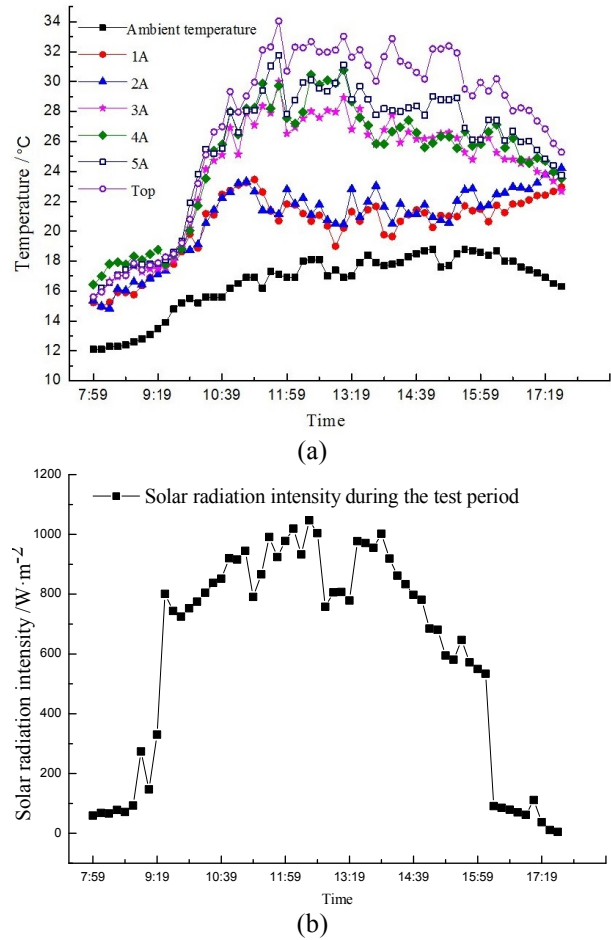 34
32
30
28
26
24
22
20
18
16
14
12
10
Temperature /°C
Ambient temperature
1A
2A
3A
4A
5A
Top
7:59 9:19 10:39 11:59 13:19 14:39 15:59 17:19
Time
(a)
1200
1000
800
600
400
200
0
Solar radiation intensity /W·m⁻²
Solar radiation intensity during the test period
7:59 9:19 10:39 11:59 13:19 14:39 15:59 17:19
Time
(b)